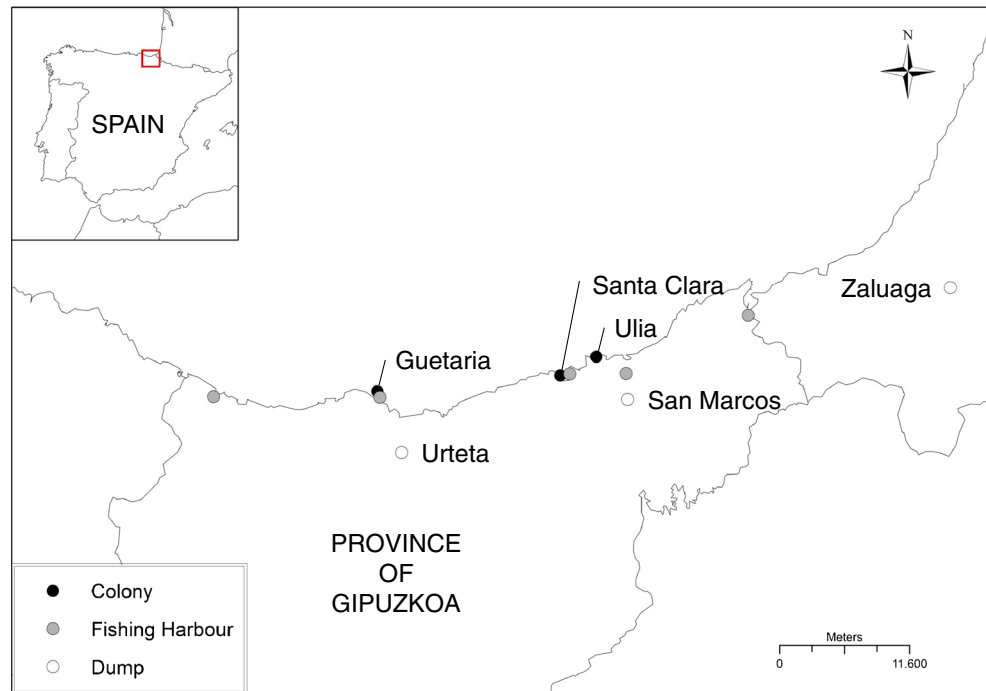 N
SPAIN
Santa Clara
Zaluaga
Ulia
Guetaria
San Marcos
Urteta
PROVINCE
OF
GIPUZKOA
Colony
Fishing Harbour
Dump
Meters
0 11.600